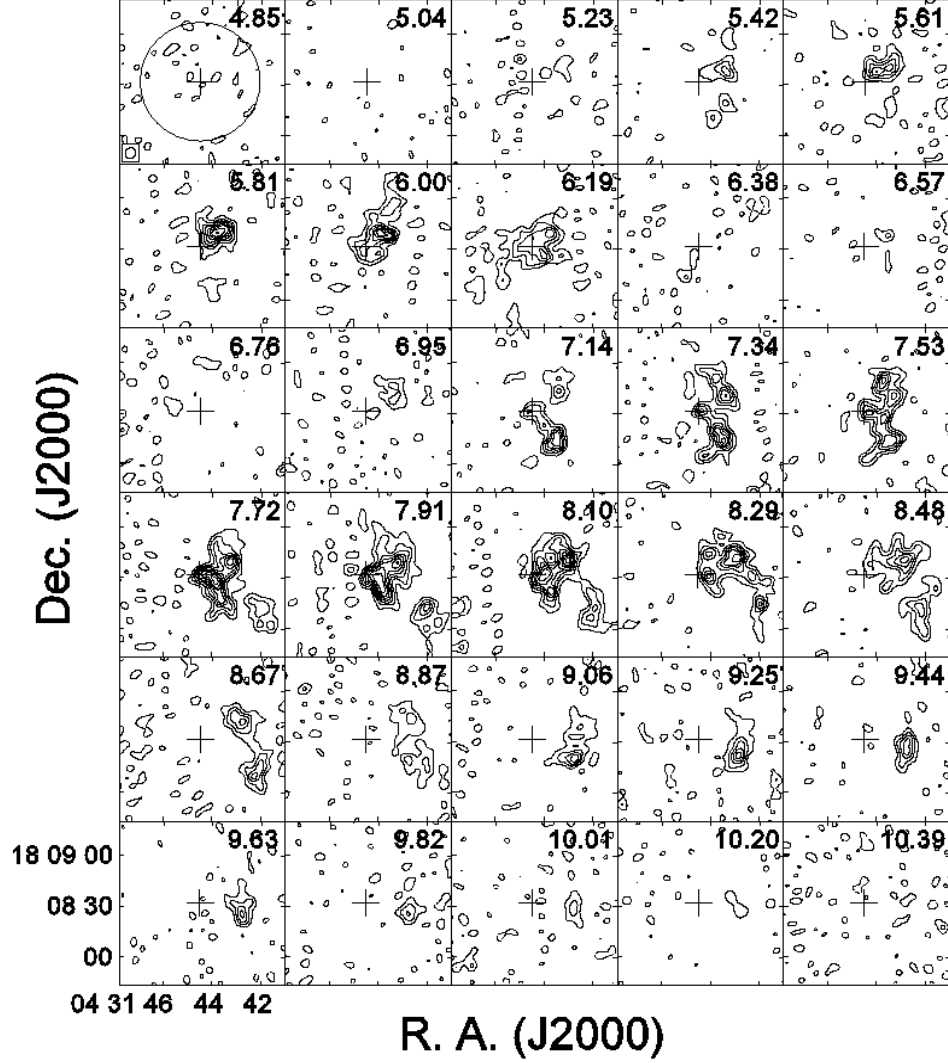 4.85 5.04 5.23 5.42 5.61
5.81 6.00 6.19 6.38 6.57
6.76 6.95 7.14 7.34 7.53
7.72 7.91 8.10 8.29 8.48
8.67 8.87 9.06 9.25 9.44
9.63 9.82 10.01 10.20 10.39
Dec. (J2000)
18 09 00
08 30
00
04 31 46 44 42
R. A. (J2000)